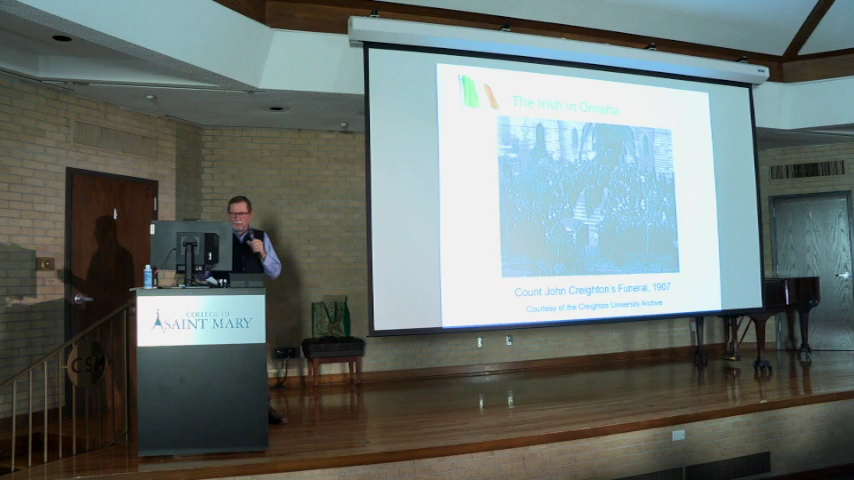 The Irish in Omaha
Count John Creighton's Funeral, 1907
Courtesy of the Creighton University Archive
COLLEGE OF
SAINT MARY
CSM